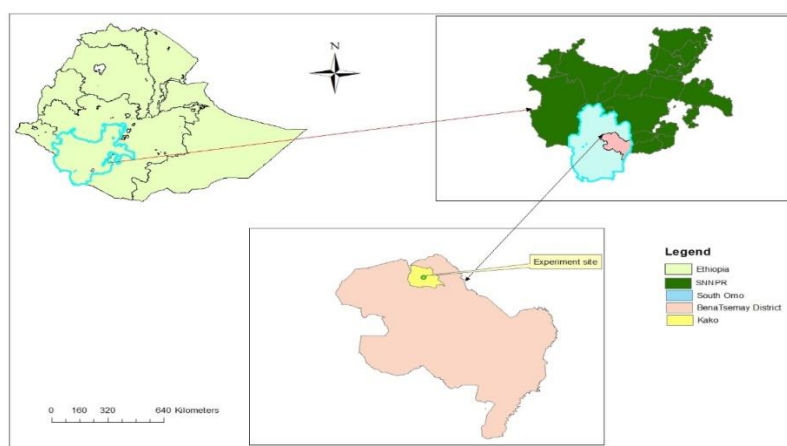 N
Experiment site
Legend
Ethiopia
SNNPR
South Omo
BenaTsemay District
Kako
0 160 320 640 Kilometers